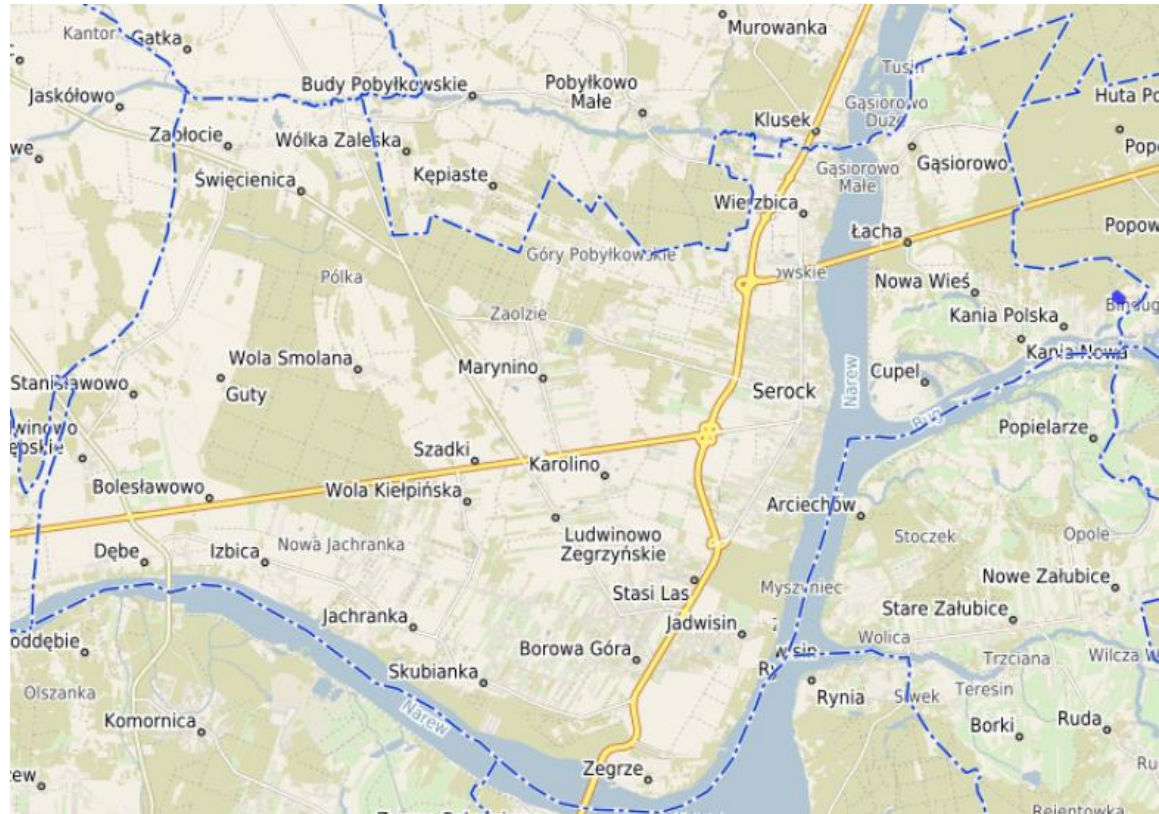 Murowanka
Kantor
Gatka
Tusin
Jaskółowo
Budy Pobyłkowskie
Pobyłkowo
Małe
Gąsiorowo
Duże
Klusek
Zabłocie
Wólka Zaleska
Gąsiorowo
Gąsiorowo
Małe
Święcienica
Kępiaste
Wierzbica
Łacha
Góry Pobyłkowskie
Pólka
Nowa Wieś
Zaolzie
Kania Polska
Kania Nowa
Wola Smolana
Guty
Marynino
Stanisławowo
Serock
Narew
Cupel
Bug
Popielarze
Szadki
Karolino
Bolesławowo
Wola Kiełpińska
Arciechów
Ludwinowo
Zegrzyńskie
Nowa Jachranka
Dębe
Izbica
Stoczek
Opole
Stasi Las
Myszyniec
Nowe Załubice
Jachranka
Jadwisin
Stare Załubice
Wolica
Borowa Góra
Trzciana
Skubianka
Rynia
Siwek
Teresin
Olszanka
Komornica
Narew
Borki
Ruda
Zegrze
Rejentowka